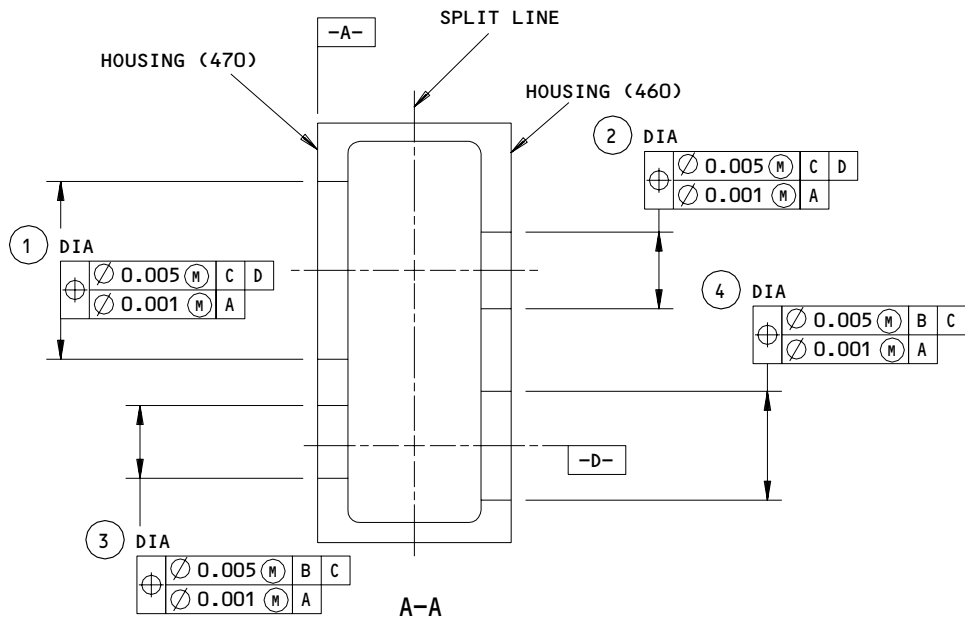 SPLIT LINE
-A-
HOUSING (470)
HOUSING (460)
2 DIA
⌖ ∅ 0.005 Ⓜ C D
∅ 0.001 Ⓜ A
1 DIA
⌖ ∅ 0.005 Ⓜ C D
∅ 0.001 Ⓜ A
4 DIA
⌖ ∅ 0.005 Ⓜ B C
∅ 0.001 Ⓜ A
-D-
3 DIA
⌖ ∅ 0.005 Ⓜ B C
∅ 0.001 Ⓜ A
A-A